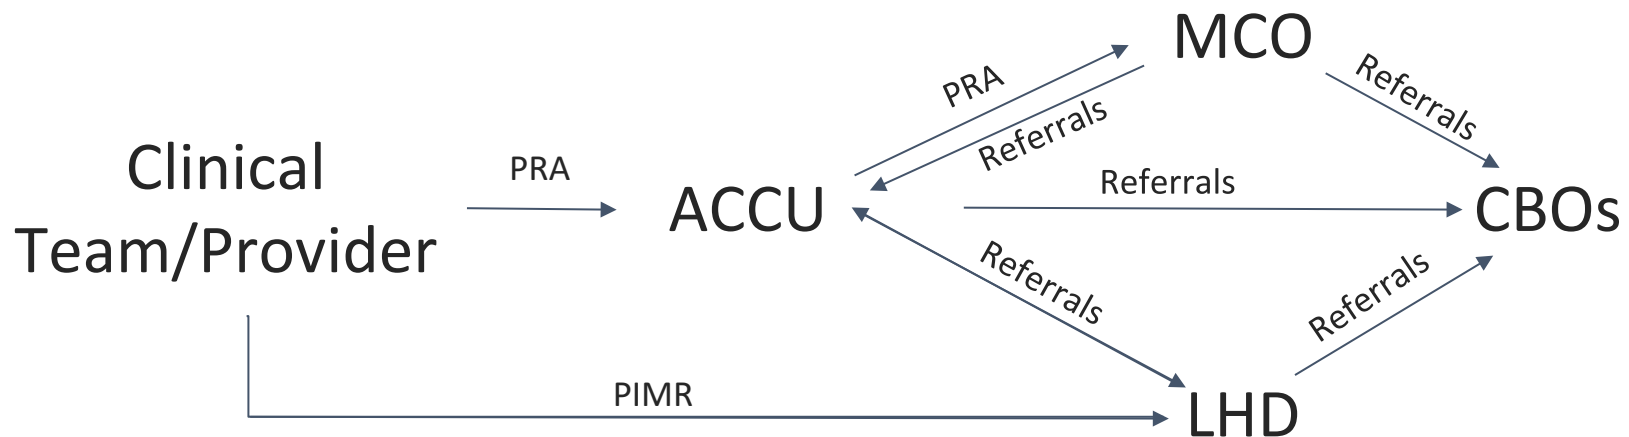 MCO
PRA
Referrals
Referrals
Clinical
Team/Provider
PRA
ACCU
Referrals
CBOs
Referrals
Referrals
PIMR
LHD